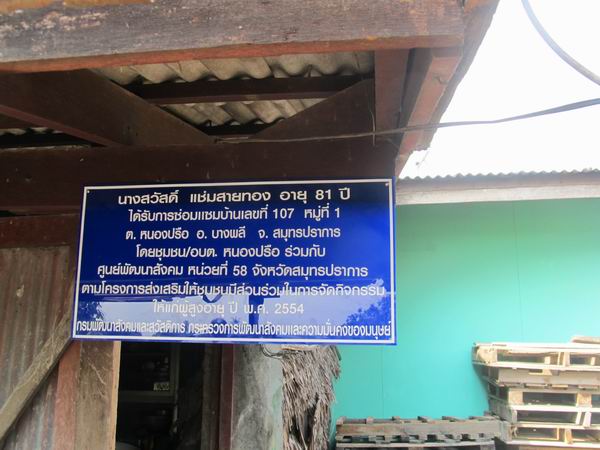 นางสวัสดิ์ แช่มสายทอง อายุ 81 ปี
ได้รับการซ่อมแซมบ้านเลขที่ 107 หมู่ที่ 1
ต. หนองปรือ อ. บางพลี จ. สมุทรปราการ
โดยชุมชน/อบต. หนองปรือ ร่วมกับ
ศูนย์พัฒนาสังคม หน่วยที่ 58 จังหวัดสมุทรปราการ
ตามโครงการส่งเสริมให้ชุมชนมีส่วนร่วมในการจัดกิจกรรม
ให้แก่ผู้สูงอายุ ปี พ.ศ. 2554
กรมพัฒนาสังคมและสวัสดิการ กระทรวงการพัฒนาสังคมและความมั่นคงของมนุษย์